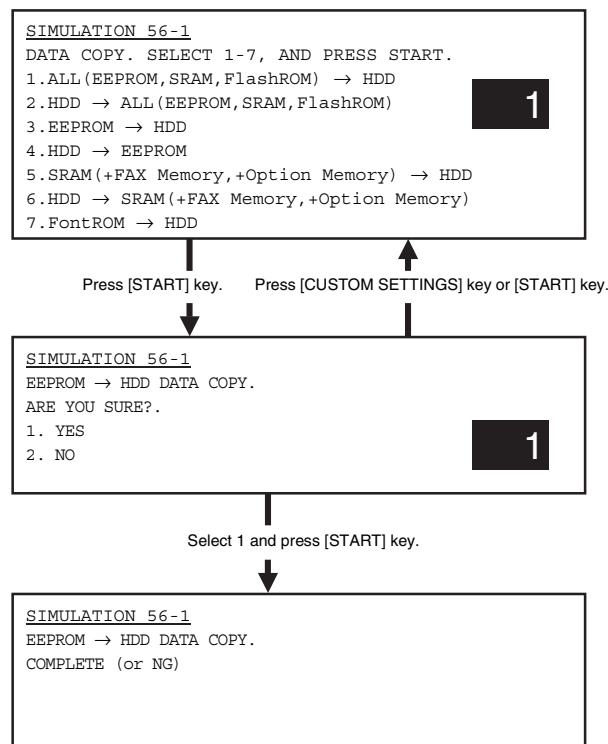 SIMULATION 56-1
DATA COPY. SELECT 1-7, AND PRESS START.
1.ALL(EEPROM,SRAM,FlashROM) → HDD
2.HDD → ALL(EEPROM,SRAM,FlashROM)
1
3.EEPROM → HDD
4.HDD → EEPROM
5.SRAM(+FAX Memory,+Option Memory) → HDD
6.HDD → SRAM(+FAX Memory,+Option Memory)
7.FontROM → HDD
Press [START] key.
Press [CUSTOM SETTINGS] key or [START] key.
SIMULATION 56-1
EEPROM → HDD DATA COPY.
ARE YOU SURE?.
1. YES
2. NO
1
Select 1 and press [START] key.
SIMULATION 56-1
EEPROM → HDD DATA COPY.
COMPLETE (or NG)